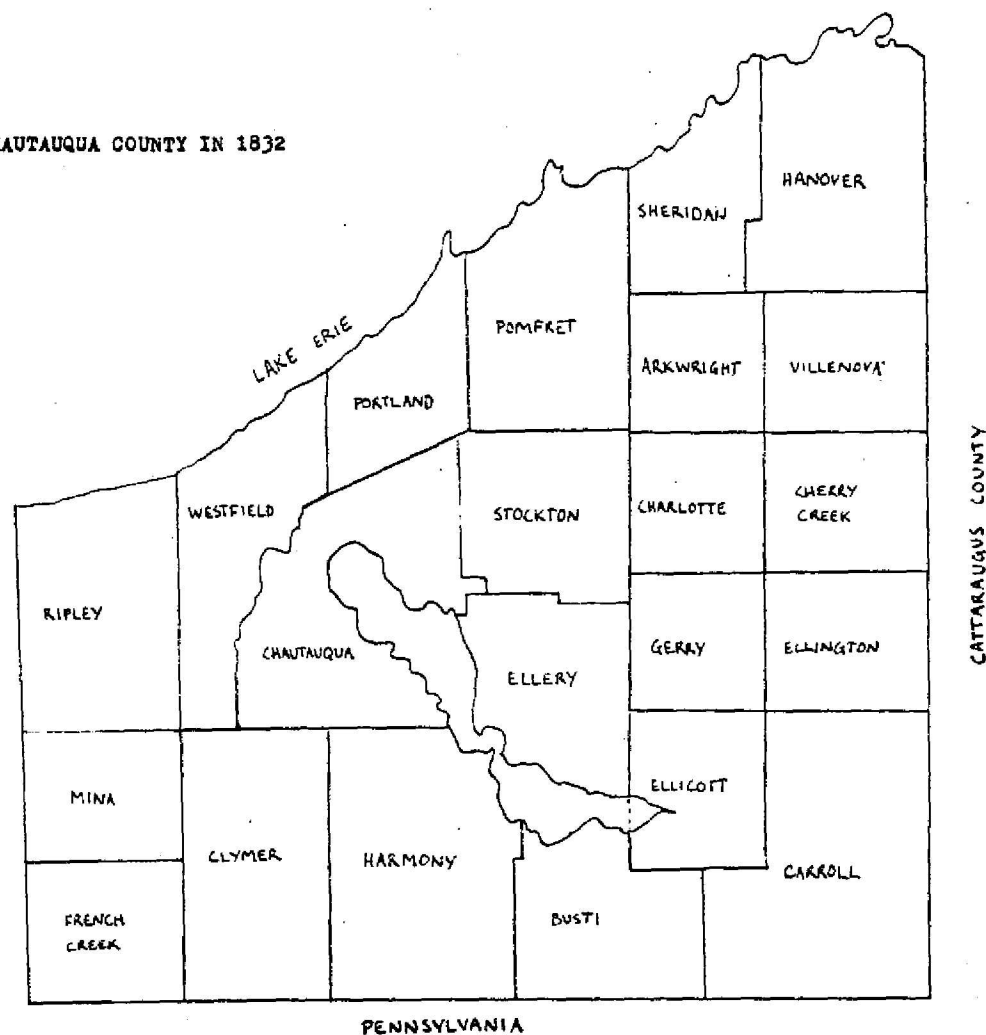 AUTAUQUA COUNTY IN 1832
HANOVER
SHERIDAN
LAKE ERIE
POMFRET
ARKWRIGHT
VILLENOVA
PORTLAND
WESTFIELD
STOCKTON
CHARLOTTE
CHERRY
CREEK
CATTARAUGUS COUNTY
RIPLEY
CHAUTAUQUA
ELLERY
GERRY
ELLINGTON
MINA
ELLICOTT
CLYMER
HARMONY
CARROLL
FRENCH
CREEK
BUSTI
PENNSYLVANIA